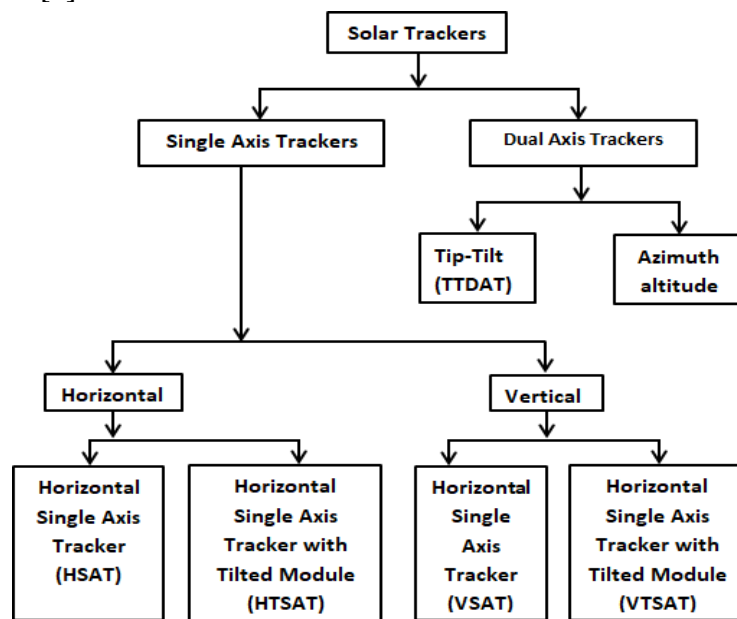 Solar Trackers
Single Axis Trackers
Dual Axis Trackers
Tip-Tilt
(TTDAT)
Azimuth
altitude
Horizontal
Vertical
Horizontal
Single Axis
Tracker
(HSAT)
Horizontal
Single Axis
Tracker with
Tilted Module
(HTSAT)
Horizontal
Single
Axis
Tracker
(VSAT)
Horizontal
Single Axis
Tracker with
Tilted Module
(VTSAT)